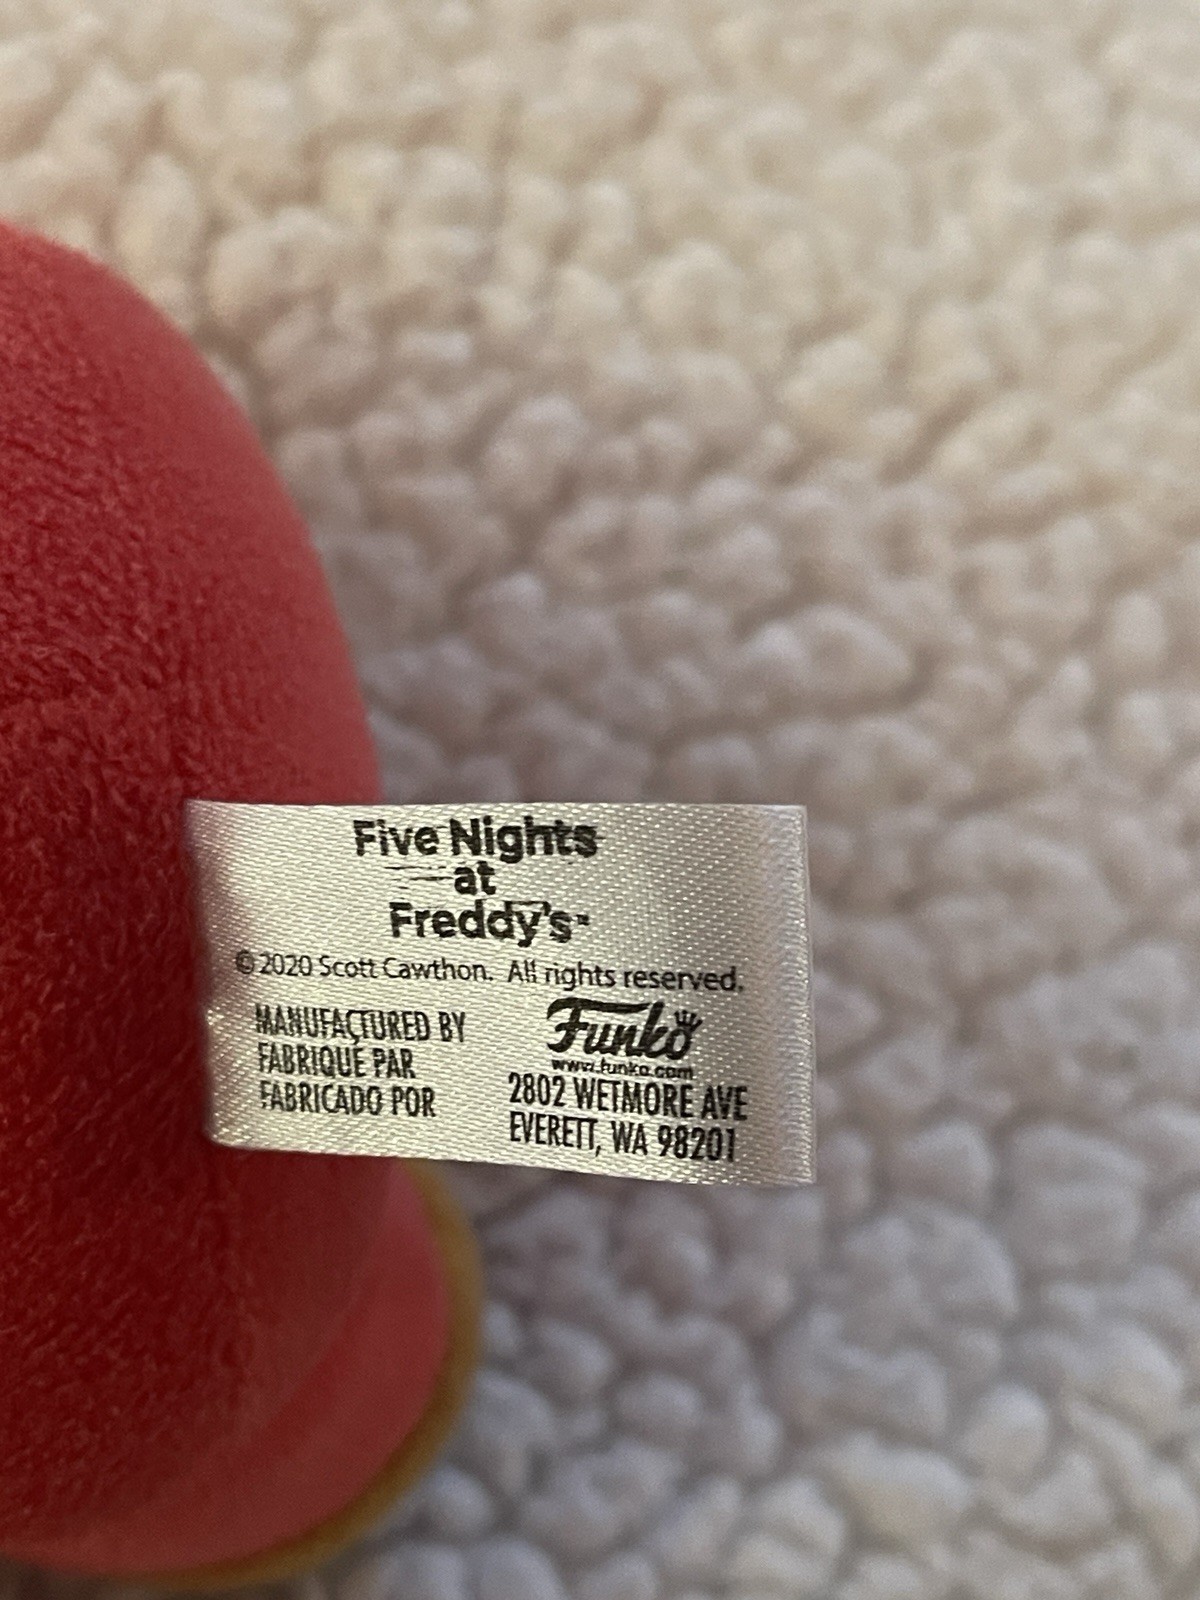 Five Nights
at
Freddy's™
© 2020 Scott Cawthon. All rights reserved.
MANUFACTURED BY
FABRIQUÉ PAR
FABRICADO POR
Funko
www.funko.com
2802 WETMORE AVE
EVERETT, WA 98201